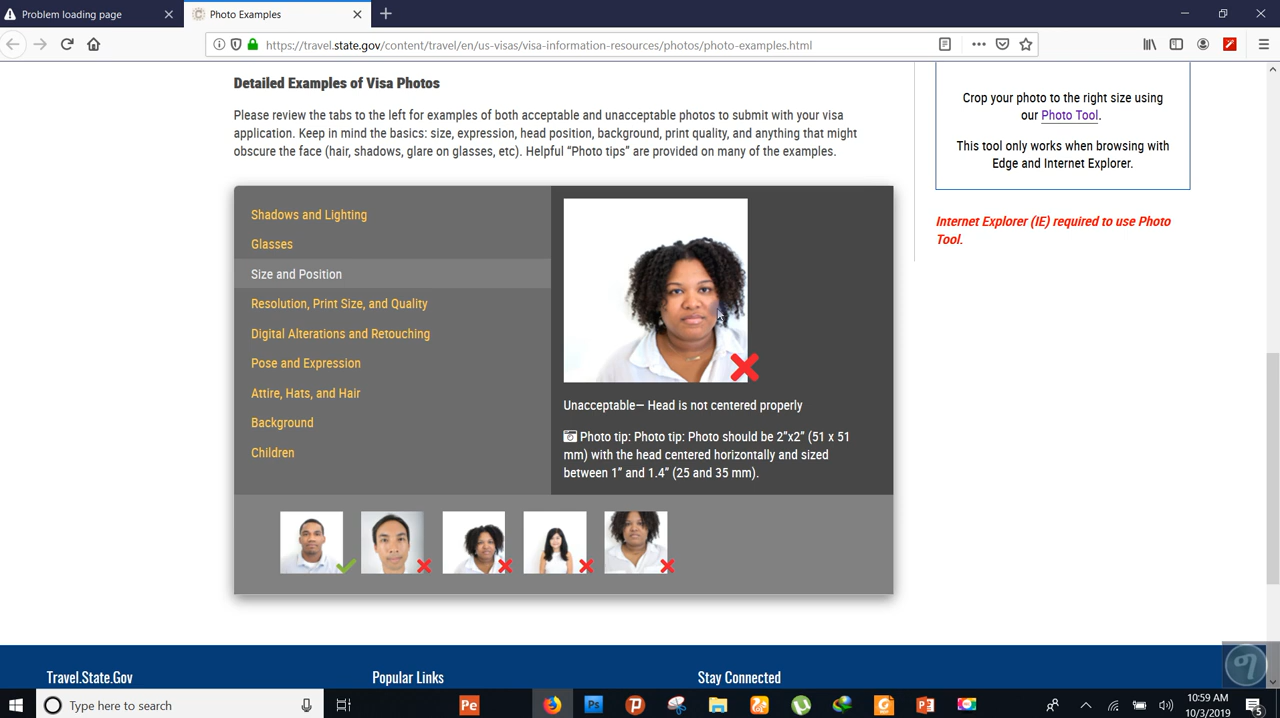 Problem loading page
Photo Examples
https://travel.state.gov/content/travel/en/us-visas/visa-information-resources/photos/photo-examples.html
Detailed Examples of Visa Photos
Please review the tabs to the left for examples of both acceptable and unacceptable photos to submit with your visa
application. Keep in mind the basics: size, expression, head position, background, print quality, and anything that might
obscure the face (hair, shadows, glare on glasses, etc). Helpful “Photo tips” are provided on many of the examples.
Crop your photo to the right size using
our Photo Tool.
This tool only works when browsing with
Edge and Internet Explorer.
Internet Explorer (IE) required to use Photo
Tool.
Shadows and Lighting
Glasses
Size and Position
Resolution, Print Size, and Quality
Digital Alterations and Retouching
Pose and Expression
Attire, Hats, and Hair
Background
Children
Unacceptable— Head is not centered properly
Photo tip: Photo tip: Photo should be 2”x2” (51 x 51
mm) with the head centered horizontally and sized
between 1” and 1.4” (25 and 35 mm).
Travel.State.Gov
Popular Links
Stay Connected
Type here to search
Pe
Ps
10:59 AM
10/3/2019
5